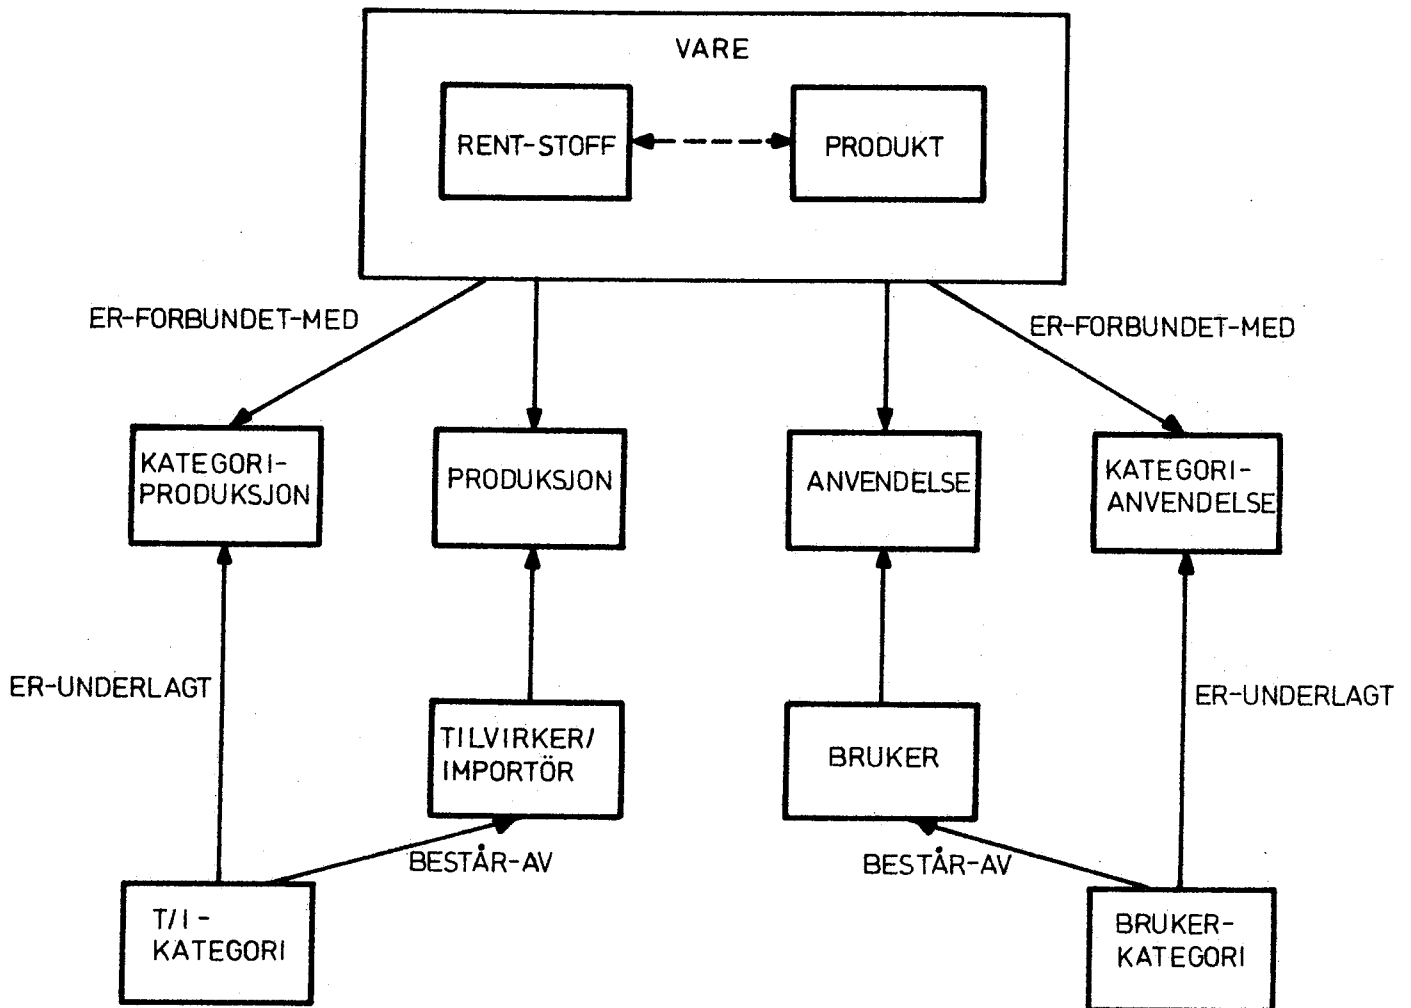 VARE
RENT-STOFF
PRODUKT
ER-FORBUNDET-MED
ER-FORBUNDET-MED
KATEGORI-
PRODUKSJON
PRODUKSJON
ANVENDELSE
KATEGORI-
ANVENDELSE
ER-UNDERLAGT
ER-UNDERLAGT
TILVIRKER/
IMPORTÖR
BRUKER
BESTÅR-AV
BESTÅR-AV
T/I-
KATEGORI
BRUKER-
KATEGORI